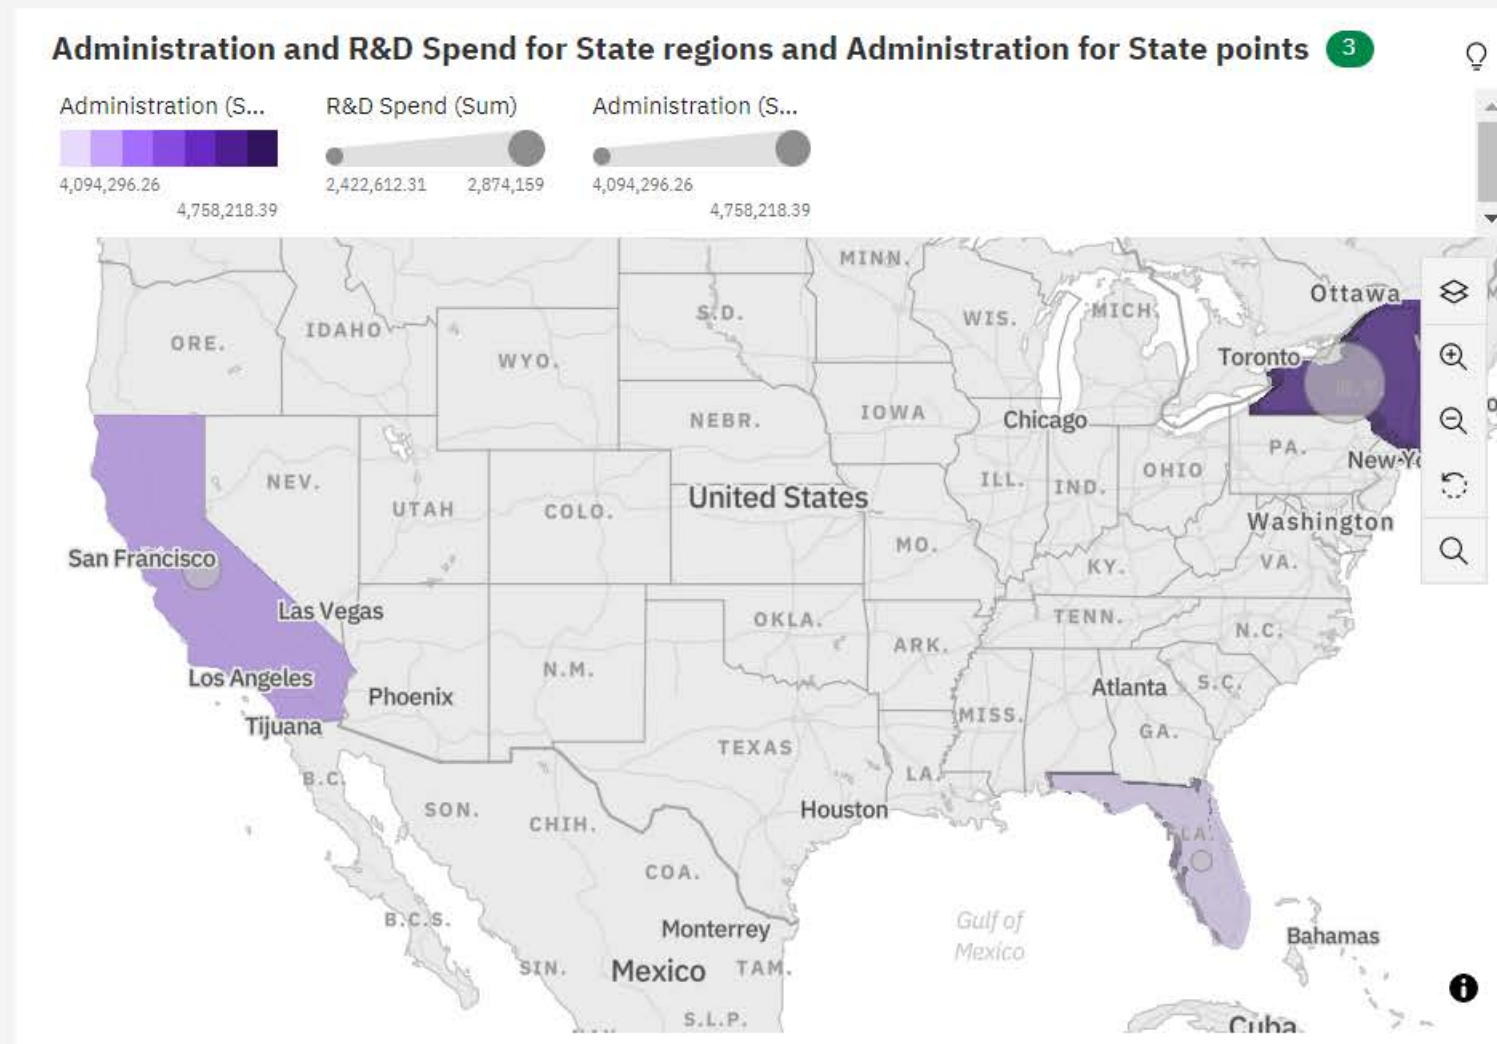 Administration and R&D Spend for State regions and Administration for State points 3
Administration (S... R&D Spend (Sum) Administration (S...
4,094,296.26 2,422,612.31 2,874,159 4,094,296.26
4,758,218.39 4,758,218.39
MINN.
Ottawa
S.D.
MICH.
WIS.
ORE.
IDAHO
WYO.
Toronto
N.Y.
NEBR.
IOWA
Chicago
PA.
New Yo
OHIO
NEV.
ILL.
IND.
United States
UTAH
COLO.
Washington
MO.
San Francisco
KY.
VA.
Las Vegas
OKLA.
TENN.
N.C.
ARK.
N.M.
Los Angeles
Phoenix
Atlanta
S.C.
MISS.
Tijuana
GA.
TEXAS
LA.
B.C.
Houston
SON.
CHIH.
FLA.
COA.
B.C.S.
Gulf of
Mexico
Monterrey
Bahamas
SIN.
Mexico
TAM.
S.L.P.
Cuba